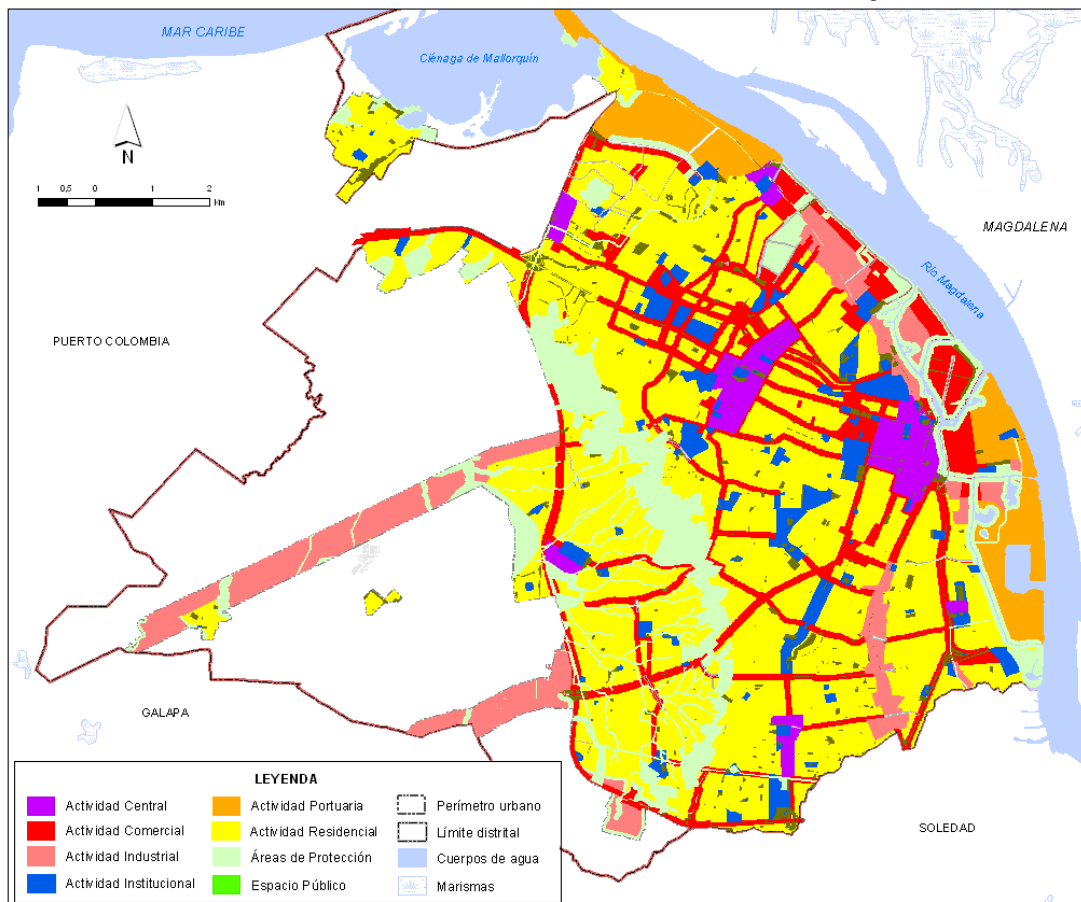 MAR CARIBE
Ciénaga de Mallorquín
N
1 0,5 0 1 2
Km
MAGDALENA
Río Magdalena
PUERTO COLOMBIA
GALAPA
SOLEDAD
LEYENDA
Actividad Central
Actividad Comercial
Actividad Industrial
Actividad Institucional
Actividad Portuaria
Actividad Residencial
Áreas de Protección
Espacio Público
Perímetro urbano
Límite distrital
Cuerpos de agua
Marismas